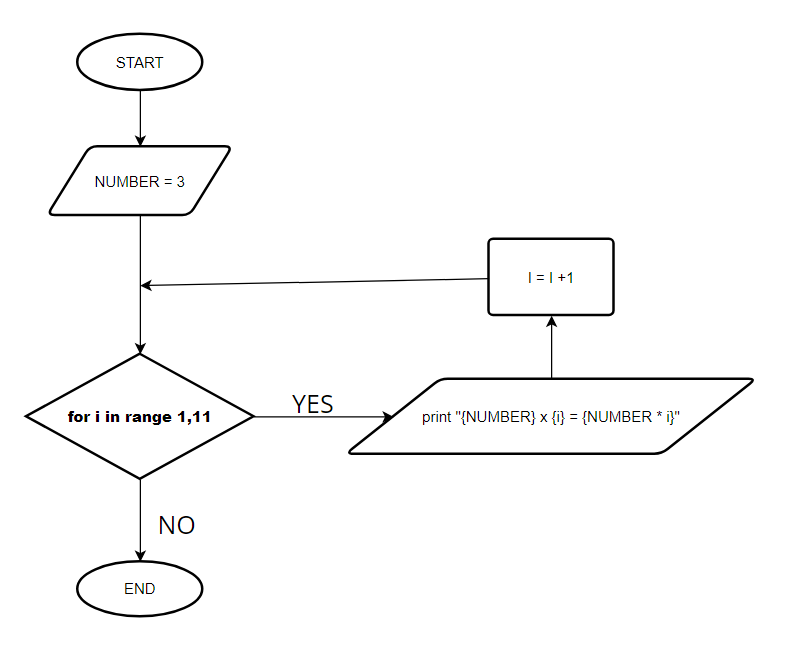 START
NUMBER = 3
I = I +1
for i in range 1,11
YES
print "{NUMBER} x {i} = {NUMBER * i}"
NO
END